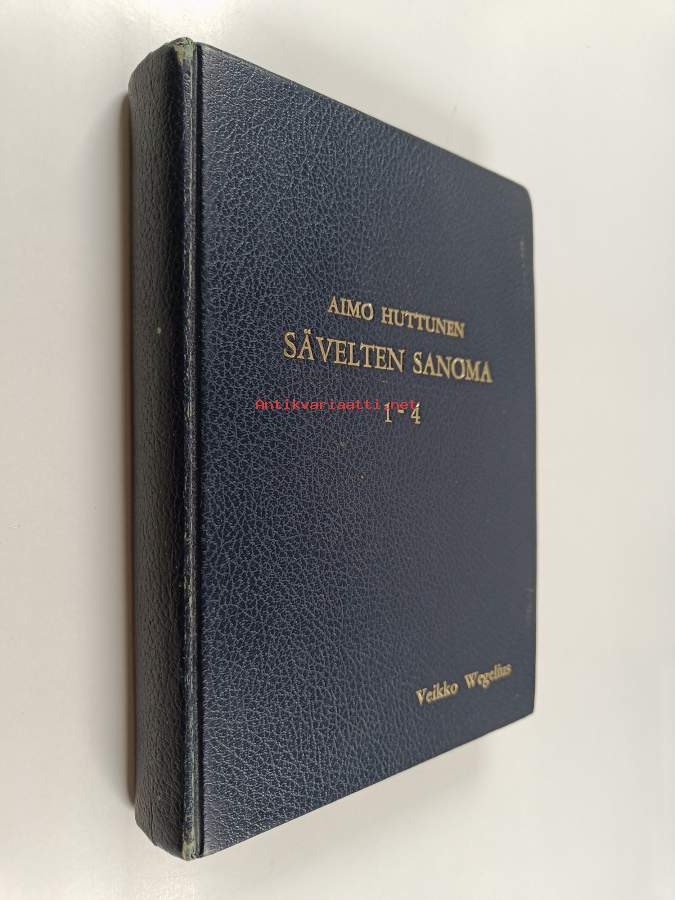 AIMO HUTTUNEN
SÄVELTEN SANOMA
Antikvariaatti.net
1-4
Veikko Wegelius